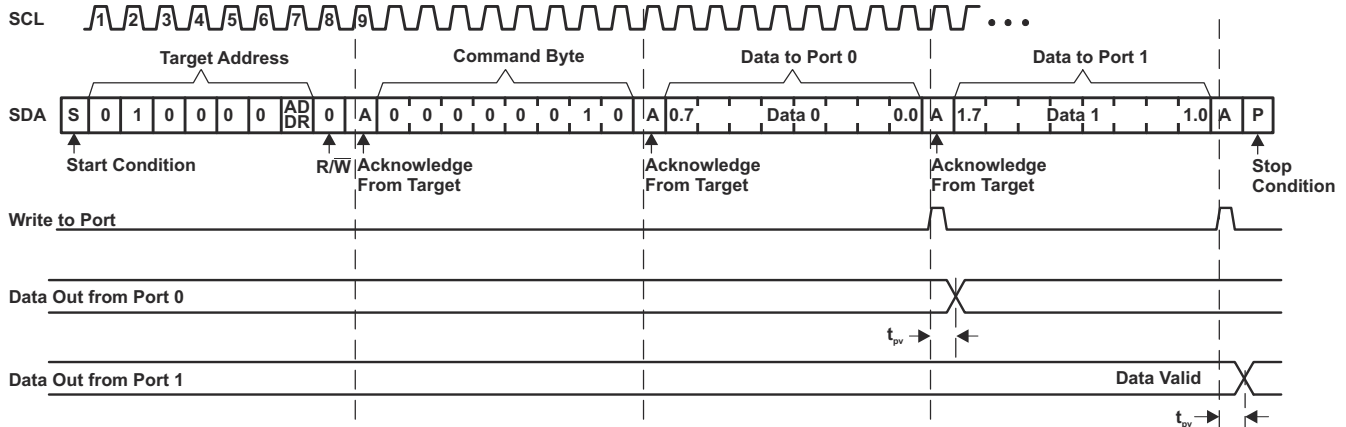 SCL 1 2 3 4 5 6 7 8 9 • • •
Target Address Command Byte Data to Port 0 Data to Port 1
SDA S 0 1 0 0 0 0 AD DR 0 A 0 0 0 0 0 0 1 0 A 0.7 Data 0 0.0 A 1.7 Data 1 1.0 A P
Start Condition R/W̅ Acknowledge From Target Acknowledge From Target Acknowledge From Target Stop Condition
Write to Port
Data Out from Port 0
tpv
Data Out from Port 1 Data Valid
tpv